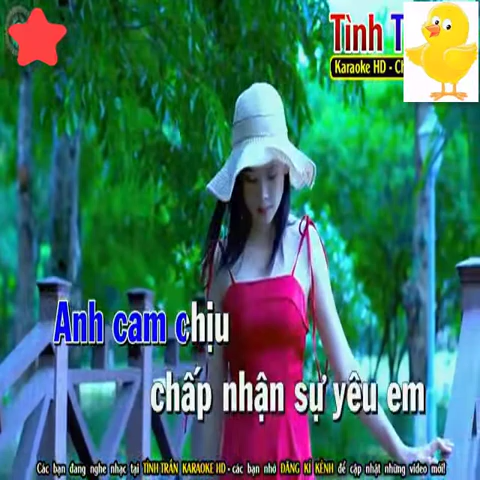 Tình
Karaoke HD - Ch
Anh cam chịu
chấp nhận sự yêu em
Các bạn đang nghe nhạc tại TÌNH TRẦN KARAOKE HD - các bạn nhớ ĐĂNG KÍ KÊNH để cập nhật những video mới!